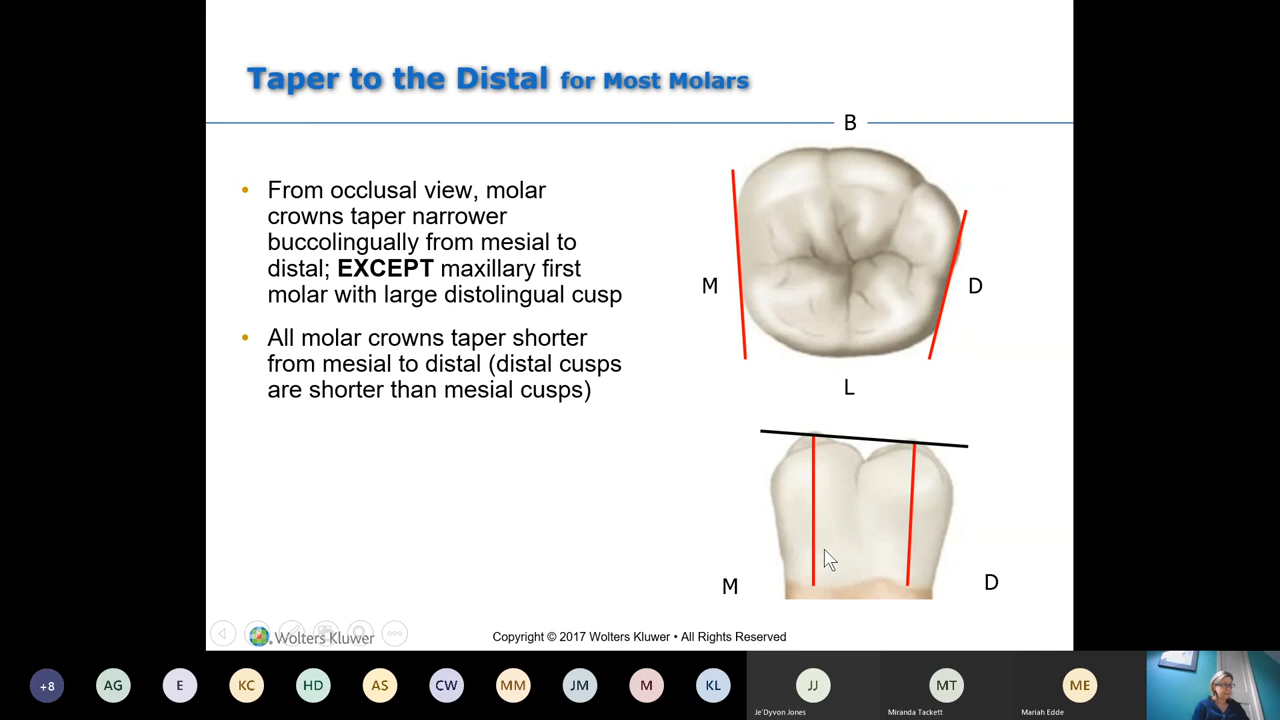 Taper to the Distal for Most Molars
B
• From occlusal view, molar
crowns taper narrower
buccolingually from mesial to
distal; EXCEPT maxillary first
molar with large distolingual cusp
• All molar crowns taper shorter
from mesial to distal (distal cusps
are shorter than mesial cusps)
M
D
L
M
D
Wolters Kluwer
Copyright © 2017 Wolters Kluwer • All Rights Reserved
+8
AG
E
KC
HD
AS
CW
MM
JM
M
KL
JJ
MT
ME
Je'Dyvon Jones
Miranda Tackett
Mariah Edde